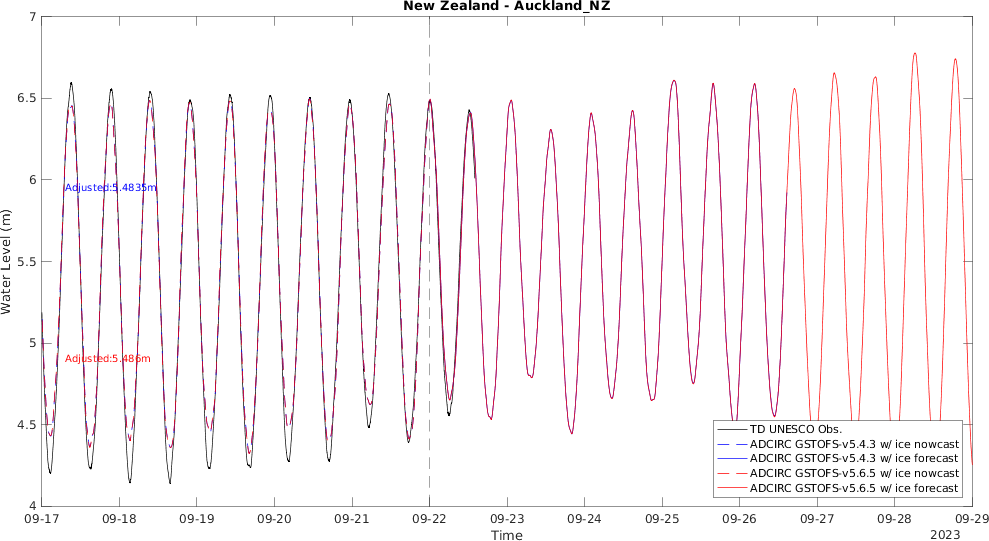 New Zealand - Auckland_NZ
7
6.5
6
5.5
5
4.5
4
Water Level (m)
Adjusted:5.4835m
Adjusted:5.486m
TD UNESCO Obs.
ADCIRC GSTOFS-v5.4.3 w/ ice nowcast
ADCIRC GSTOFS-v5.4.3 w/ ice forecast
ADCIRC GSTOFS-v5.6.5 w/ ice nowcast
ADCIRC GSTOFS-v5.6.5 w/ ice forecast
09-17 09-18 09-19 09-20 09-21 09-22 09-23 09-24 09-25 09-26 09-27 09-28 09-29
Time
2023